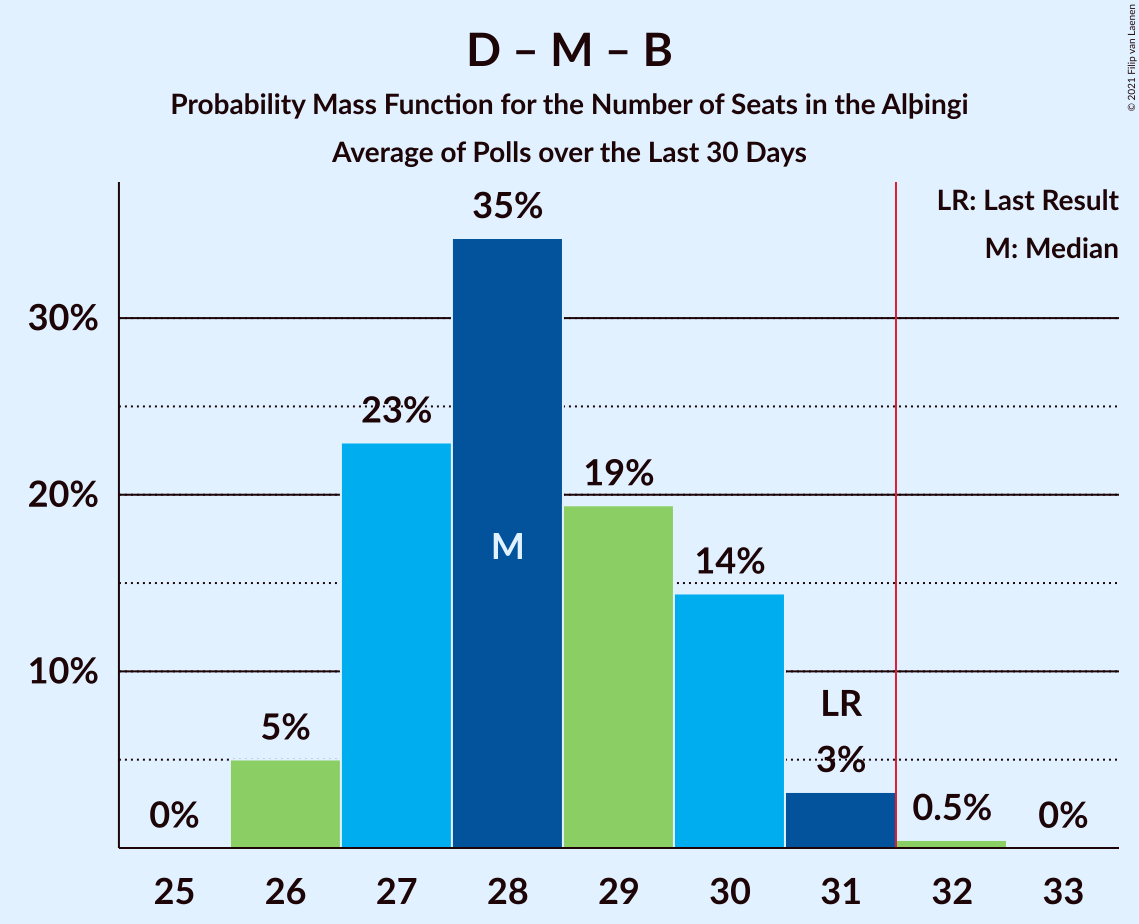 D – M – B
Probability Mass Function for the Number of Seats in the Alþingi
Average of Polls over the Last 30 Days
© 2021 Filip van Laenen
LR: Last Result
M: Median
35%
30%
23%
20%
19%
M
14%
10%
LR
5%
3%
0%
0.5%
0%
25 26 27 28 29 30 31 32 33